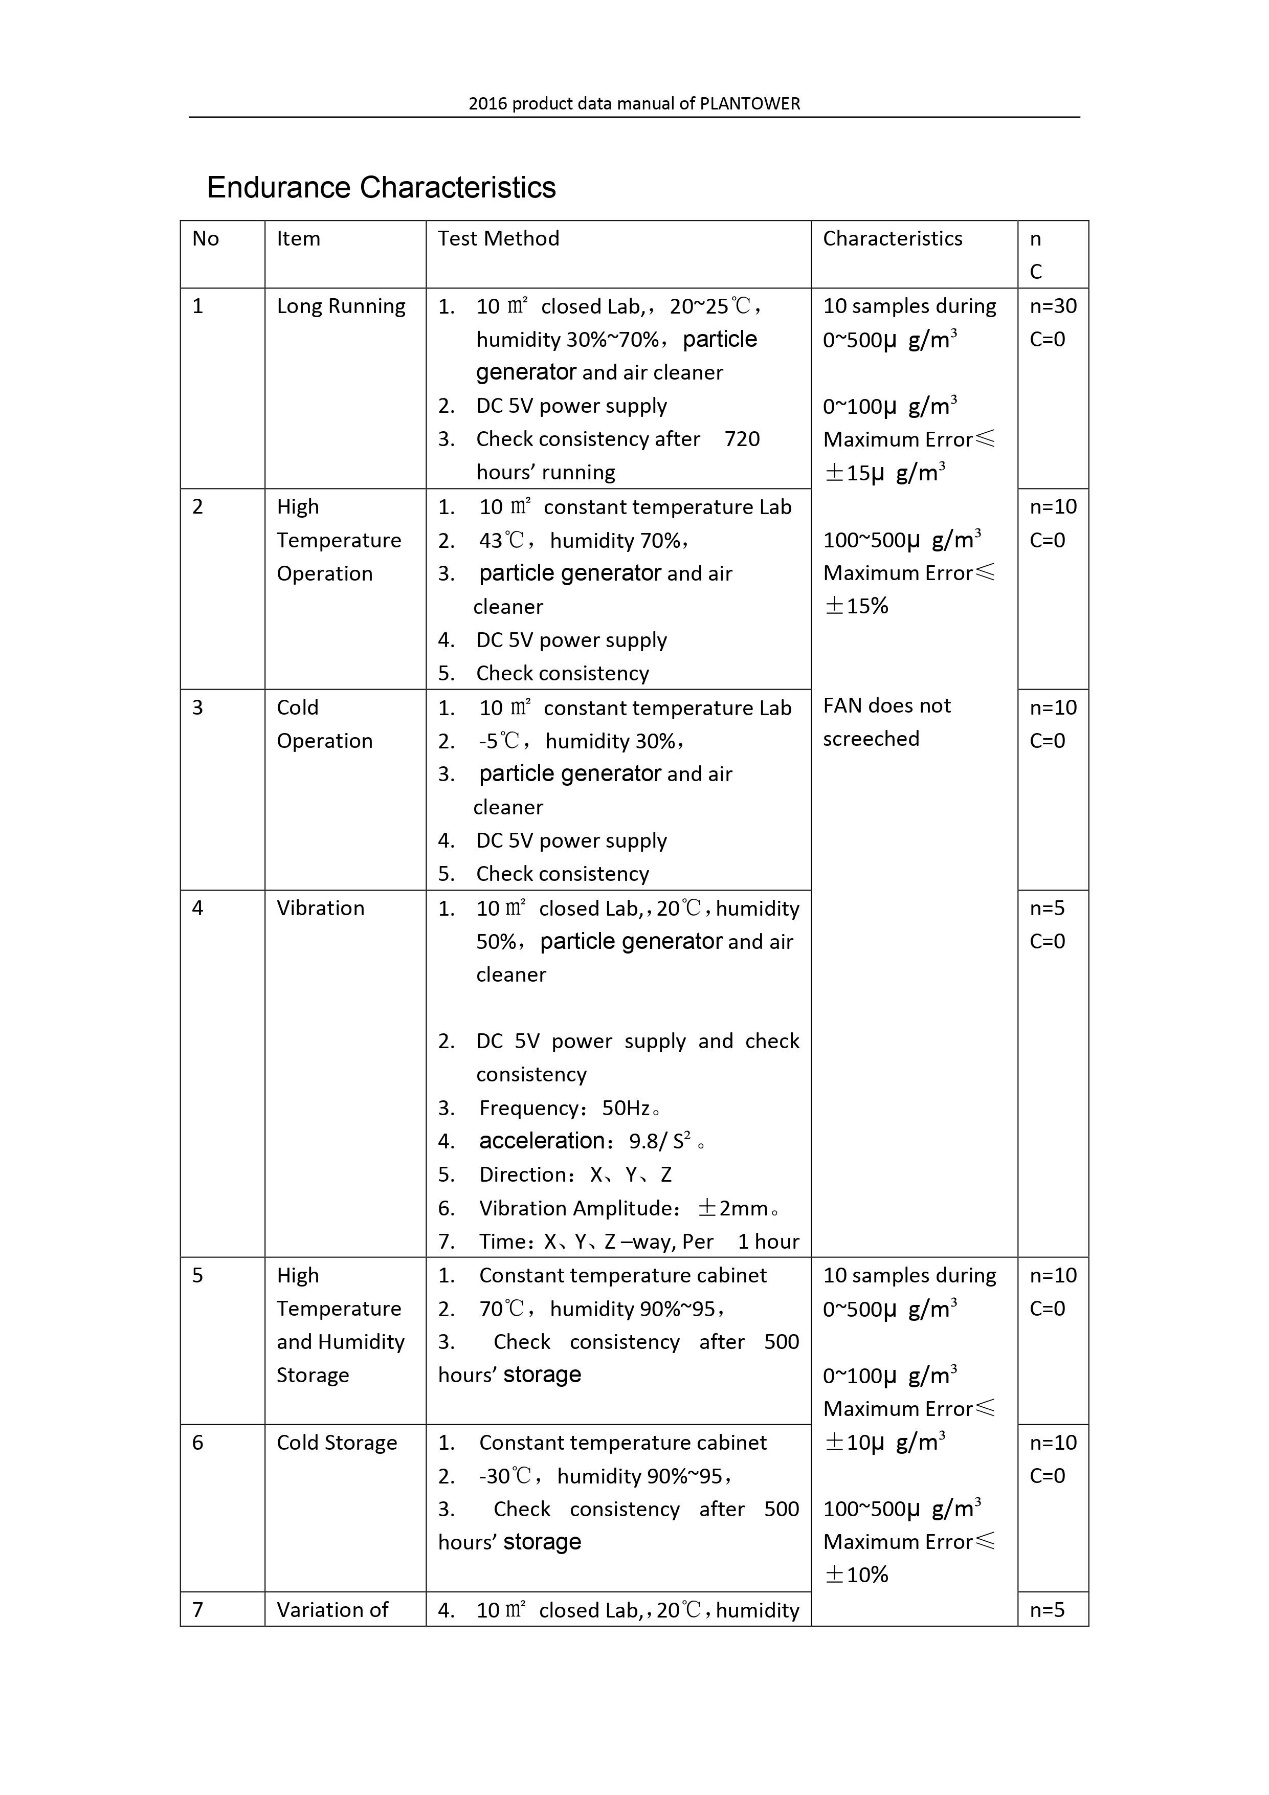 2016 product data manual of PLANTOWER
Endurance Characteristics
No
Item
Test Method
Characteristics
n
C
1
Long Running
1. 10 ㎡ closed Lab,，20~25℃，
humidity 30%~70%，particle
generator and air cleaner
2. DC 5V power supply
3. Check consistency after 720
hours’ running
10 samples during
0~500μ g/m³
0~100μ g/m³
Maximum Error≤
±15μ g/m³
100~500μ g/m³
Maximum Error≤
±15%
FAN does not
screeched
n=30
C=0
2
High
Temperature
Operation
1. 10 ㎡ constant temperature Lab
2. 43℃，humidity 70%，
3. particle generator and air
cleaner
4. DC 5V power supply
5. Check consistency
n=10
C=0
3
Cold
Operation
1. 10 ㎡ constant temperature Lab
2. -5℃，humidity 30%，
3. particle generator and air
cleaner
4. DC 5V power supply
5. Check consistency
n=10
C=0
4
Vibration
1. 10 ㎡ closed Lab,，20℃，humidity
50%，particle generator and air
cleaner
2. DC 5V power supply and check
consistency
3. Frequency：50Hz。
4. acceleration：9.8/ S²。
5. Direction：X、Y、Z
6. Vibration Amplitude：±2mm。
7. Time：X、Y、Z –way, Per 1 hour
n=5
C=0
5
High
Temperature
and Humidity
Storage
1. Constant temperature cabinet
2. 70℃，humidity 90%~95，
3. Check consistency after 500
hours’ storage
10 samples during
0~500μ g/m³
0~100μ g/m³
Maximum Error≤
±10μ g/m³
100~500μ g/m³
Maximum Error≤
±10%
n=10
C=0
6
Cold Storage
1. Constant temperature cabinet
2. -30℃，humidity 90%~95，
3. Check consistency after 500
hours’ storage
n=10
C=0
7
Variation of
4. 10 ㎡ closed Lab,，20℃，humidity
n=5